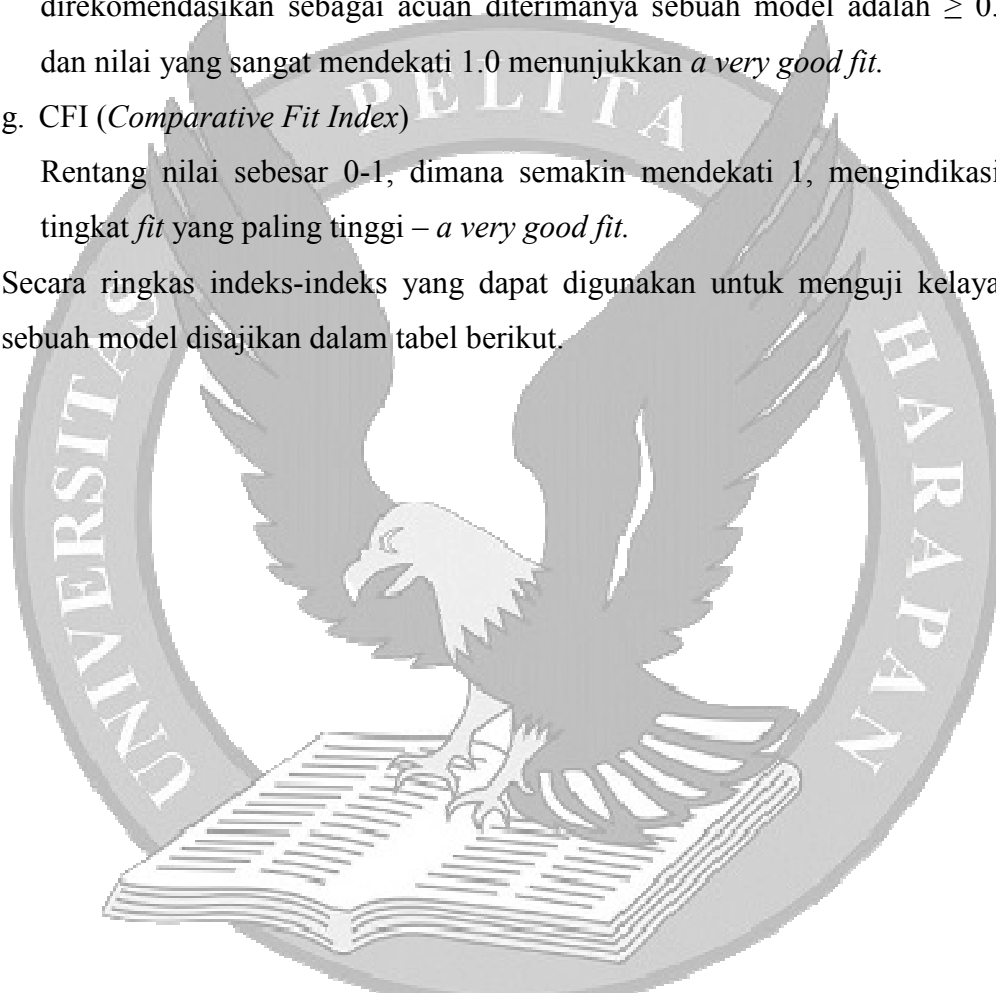 direkomendasikan sebagai acuan diterimanya sebuah model adalah ≥ 0.
dan nilai yang sangat mendekati 1.0 menunjukkan a very good fit.
g. CFI (Comparative Fit Index)
Rentang nilai sebesar 0-1, dimana semakin mendekati 1, mengindikasi
tingkat fit yang paling tinggi – a very good fit.
Secara ringkas indeks-indeks yang dapat digunakan untuk menguji kelaya
sebuah model disajikan dalam tabel berikut.
UNIVERSITAS PELITA HARAPAN